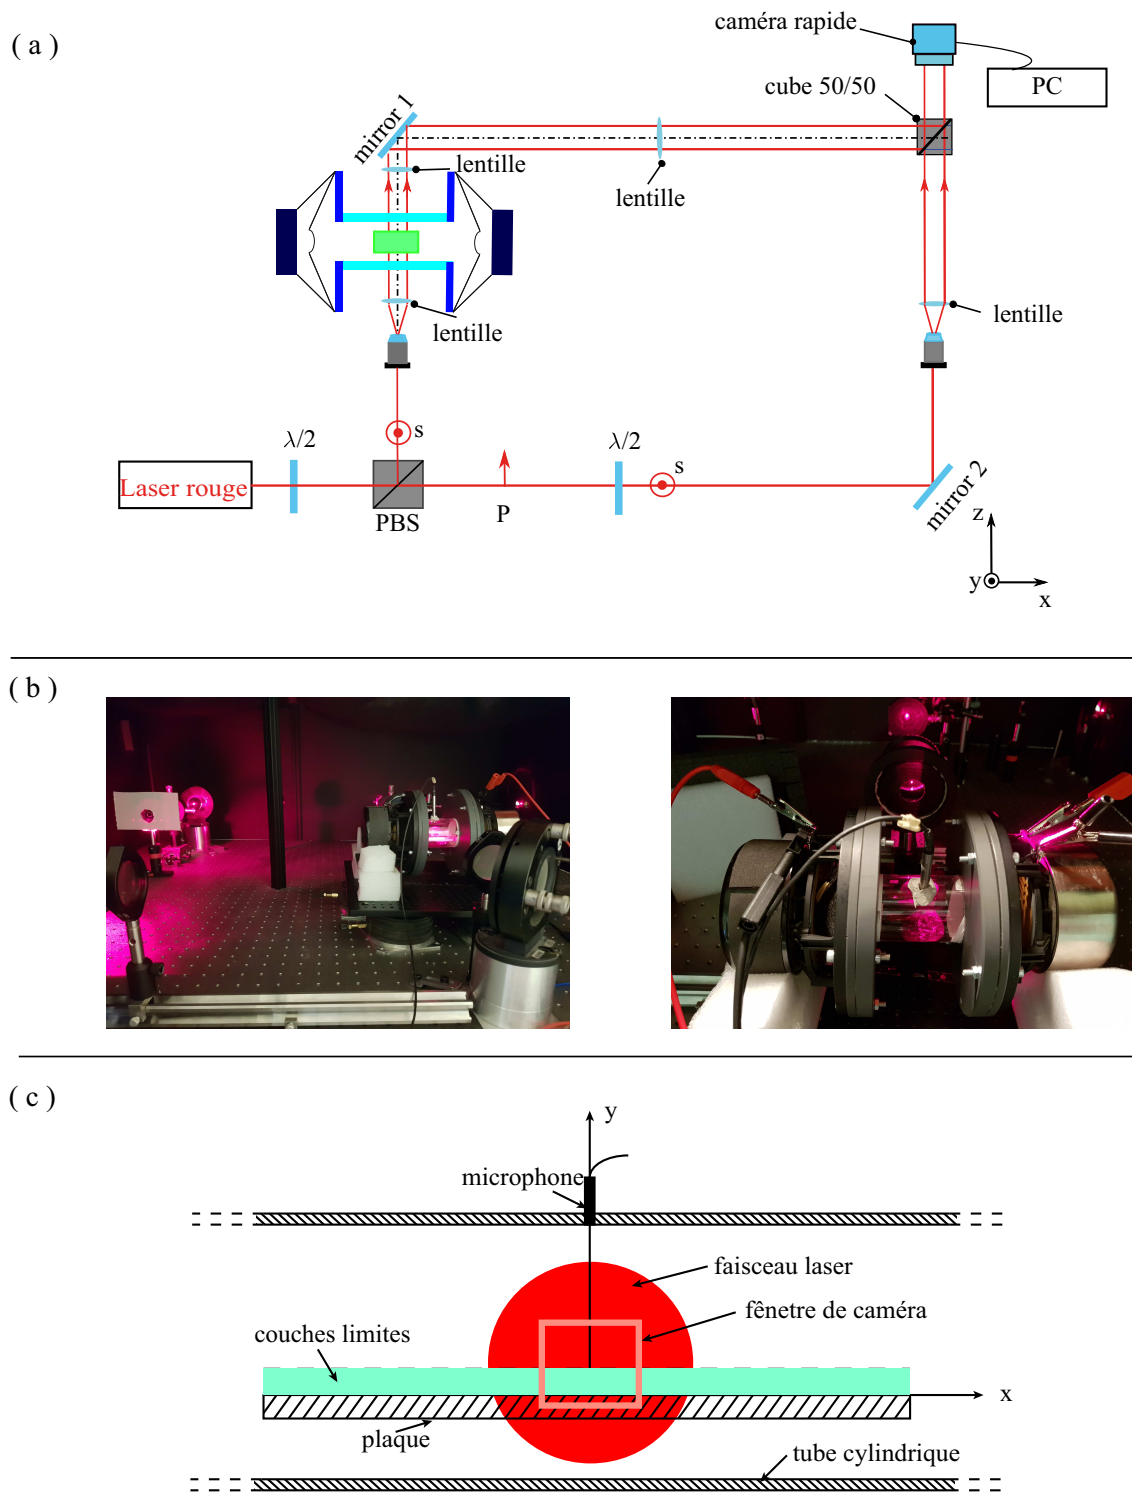 ( a )
caméra rapide
PC
cube 50/50
mirror 1
lentille
lentille
lentille
lentille
s
λ/2
λ/2
s
Laser rouge
PBS
P
mirror 2
z
y
x
( b )
( c )
y
microphone
faisceau laser
fênetre de caméra
couches limites
x
plaque
tube cylindrique